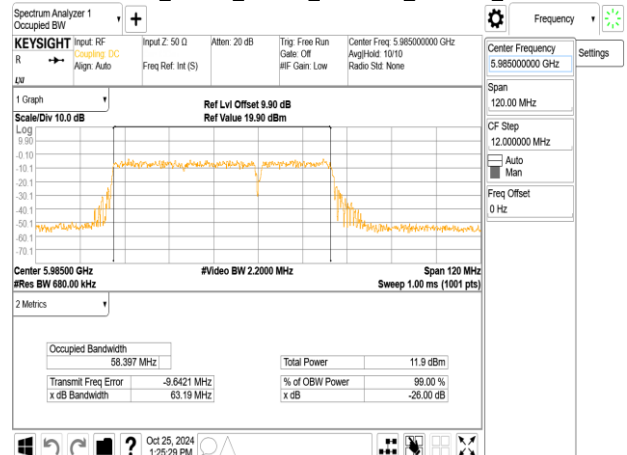 Spectrum Analyzer 1
Occupied BW
Frequency
KEYSIGHT
R
LXI
Input: RF
Coupling: DC
Align: Auto
Input Z: 50 Ω
Freq Ref: Int (S)
Atten: 20 dB
Trig: Free Run
Gate: Off
#IF Gain: Low
Center Freq: 5.985000000 GHz
Avg|Hold: 10/10
Radio Std: None
Center Frequency
5.985000000 GHz
Settings
Span
120.00 MHz
CF Step
12.000000 MHz
Auto
Man
Freq Offset
0 Hz
1 Graph
Scale/Div 10.0 dB
Ref Lvl Offset 9.90 dB
Ref Value 19.90 dBm
Log
9.90
-0.10
-10.1
-20.1
-30.1
-40.1
-50.1
-60.1
-70.1
Center 5.98500 GHz
#Video BW 2.2000 MHz
Span 120 MHz
#Res BW 680.00 kHz
Sweep 1.00 ms (1001 pts)
2 Metrics
Occupied Bandwidth
58.397 MHz
Total Power 11.9 dBm
Transmit Freq Error -9.6421 MHz
% of OBW Power 99.00 %
x dB Bandwidth 63.19 MHz
x dB -26.00 dB
Oct 25, 2024
1:25:29 PM